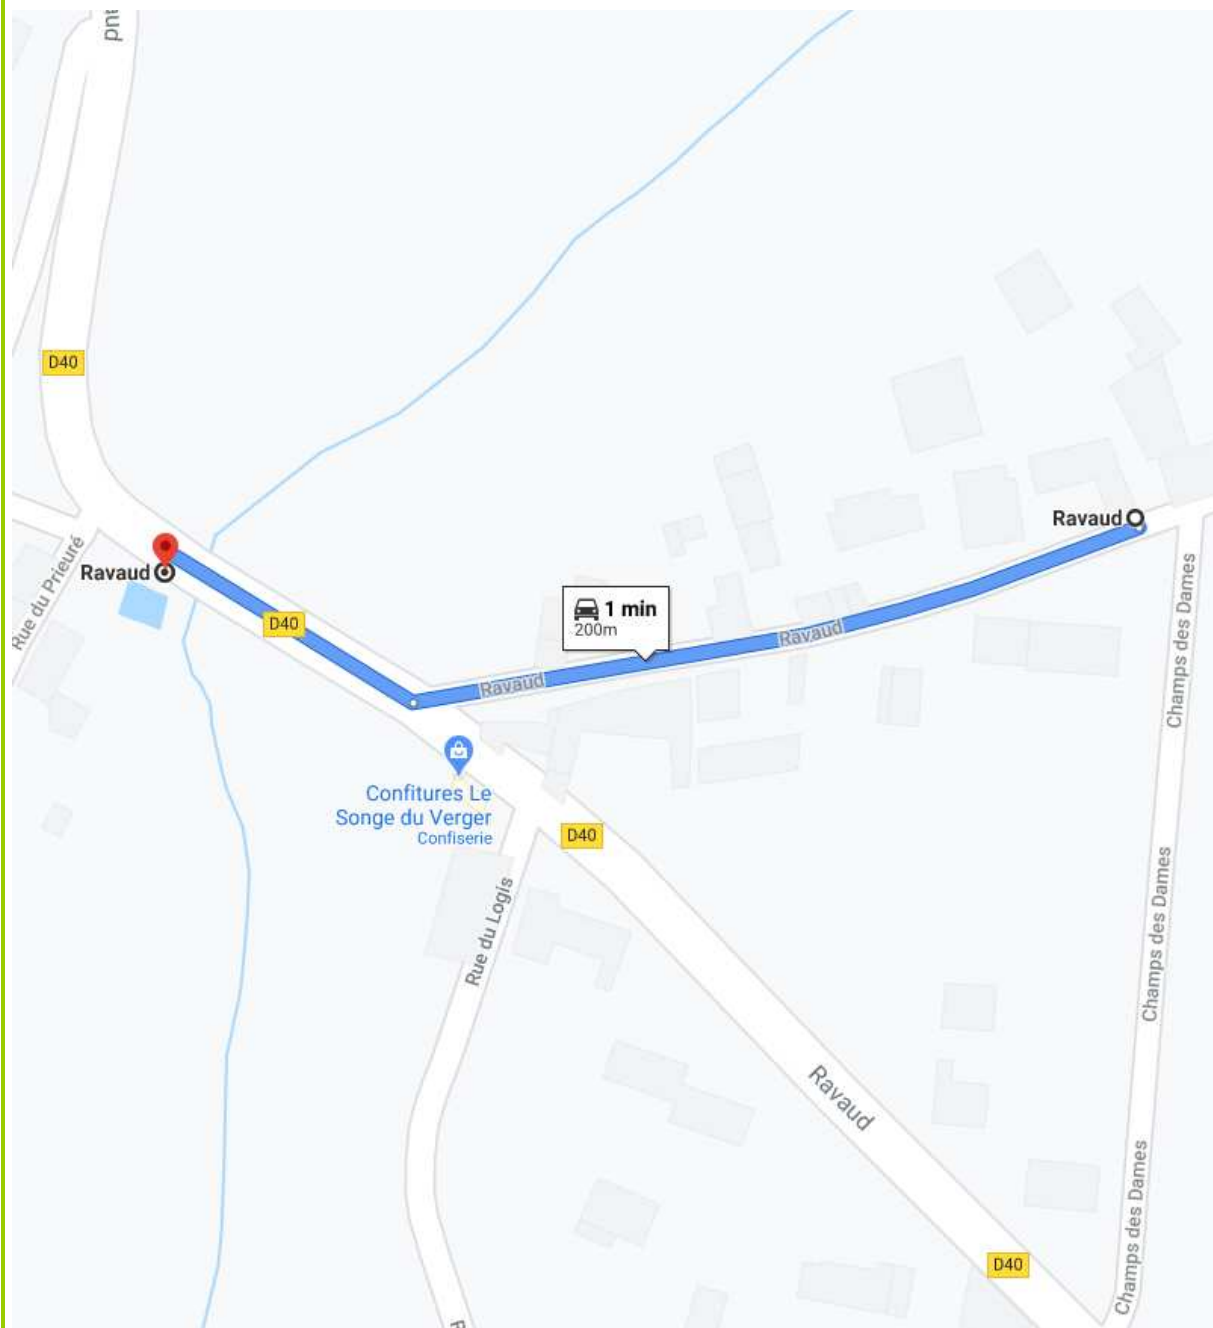 D40
Ravaud
Rue du Prieuré
Ravaud
D40
1 min
200m
Ravaud
Ravaud
Champs des Dames
Confitures Le
Songe du Verger
Confiserie
D40
Rue du Logis
Champs des Dames
Ravaud
Champs des Dames
D40